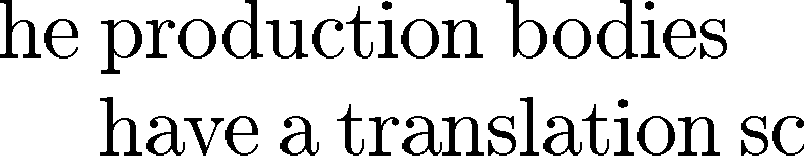 he production bodies
have a translation sc